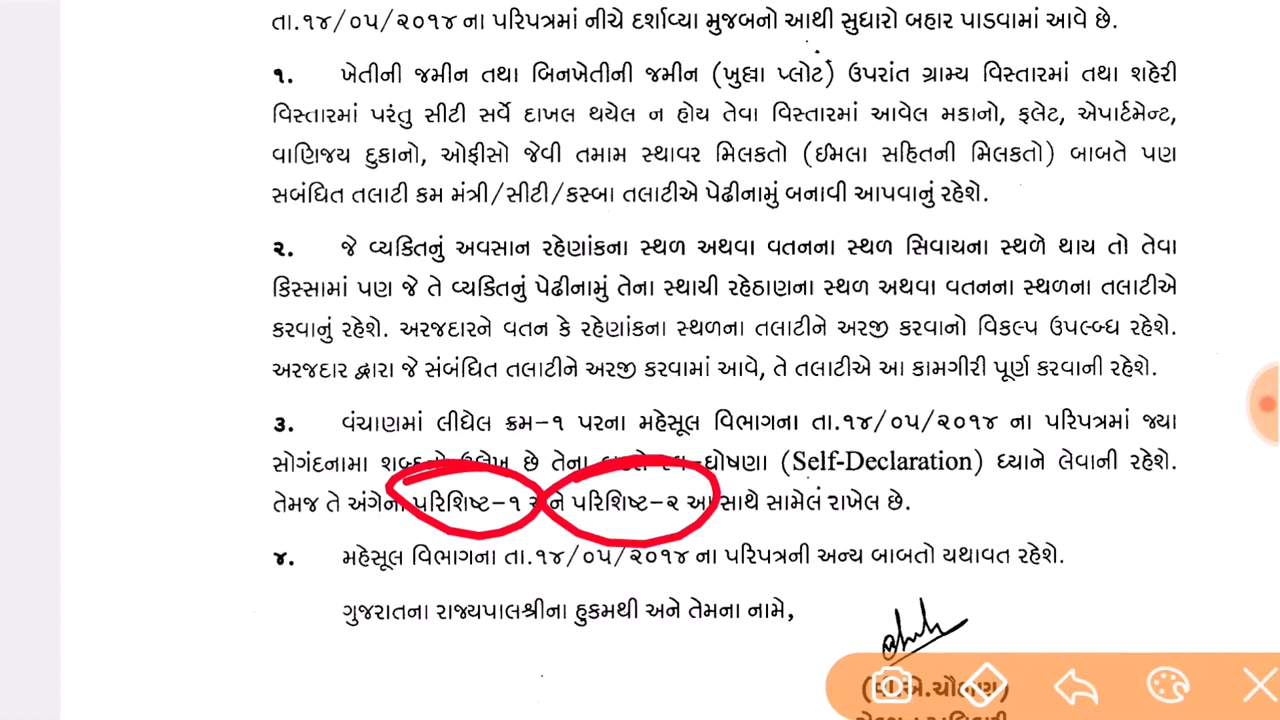 તા.૧૪/૦૫/૨૦૧૪ ના પરિપત્રમાં નીચે દર્શાવ્યા મુજબનો આથી સુધારો બહાર પાડવામાં આવે છે.
૧. ખેતીની જમીન તથા બિનખેતીની જમીન (ખુલ્લા પ્લોટ) ઉપરાંત ગ્રામ્ય વિસ્તારમાં તથા શહેરી
વિસ્તારમાં પરંતુ સીટી સર્વે દાખલ થયેલ ન હોય તેવા વિસ્તારમાં આવેલ મકાનો, ફલેટ, એપાર્ટમેન્ટ,
વાણિજ્ય દુકાનો, ઓફીસો જેવી તમામ સ્થાવર મિલકતો (ઈમલા સહિતની મિલકતો) બાબતે પણ
સબંધિત તલાટી કમ મંત્રી/સીટી/કસ્બા તલાટીએ પેઢીનામું બનાવી આપવાનું રહેશે.
૨. જે વ્યકિતનું અવસાન રહેણાંકના સ્થળ અથવા વતનના સ્થળ સિવાયના સ્થળે થાય તો તેવા
કિસ્સામાં પણ જે તે વ્યકિતનું પેઢીનામું તેના સ્થાયી રહેઠાણના સ્થળ અથવા વતનના સ્થળના તલાટીએ
કરવાનું રહેશે. અરજદારને વતન કે રહેણાંકના સ્થળના તલાટીને અરજી કરવાનો વિકલ્પ ઉપલ્બ્ધ રહેશે.
અરજદાર દ્વારા જે સંબંધિત તલાટીને અરજી કરવામાં આવે, તે તલાટીએ આ કામગીરી પૂર્ણ કરવાની રહેશે.
૩. વંચાણમાં લીધેલ ક્રમ-૧ પરના મહેસૂલ વિભાગના તા.૧૪/૦૫/૨૦૧૪ ના પરિપત્રમાં જ્યા
સોગંદનામા છે તેના (Self-Declaration) ધ્યાને લેવાની રહેશે.
તેમજ તે અંગેના પરિશિષ્ટ-૧ અને પરિશિષ્ટ-૨ આ સાથે સામેલં રાખેલ છે.
૪. મહેસૂલ વિભાગના તા.૧૪/૦૫/૨૦૧૪ ના પરિપત્રની અન્ય બાબતો યથાવત રહેશે.
ગુજરાતના રાજ્યપાલશ્રીના હુકમથી અને તેમના નામે,